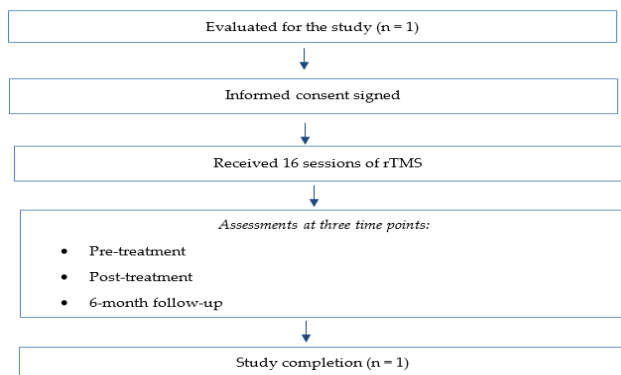 Evaluated for the study (n = 1)
Informed consent signed
Received 16 sessions of rTMS
Assessments at three time points:
• Pre-treatment
• Post-treatment
• 6-month follow-up
Study completion (n = 1)